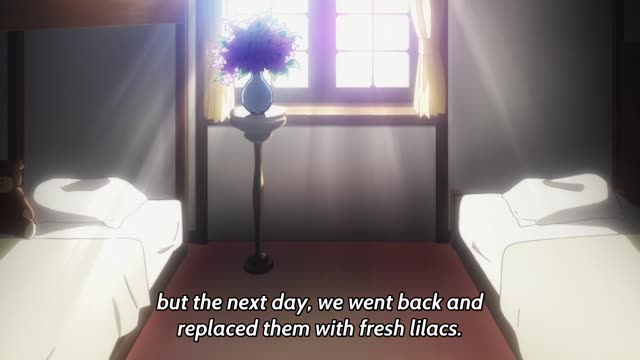 but the next day, we went back and
replaced them with fresh lilacs.